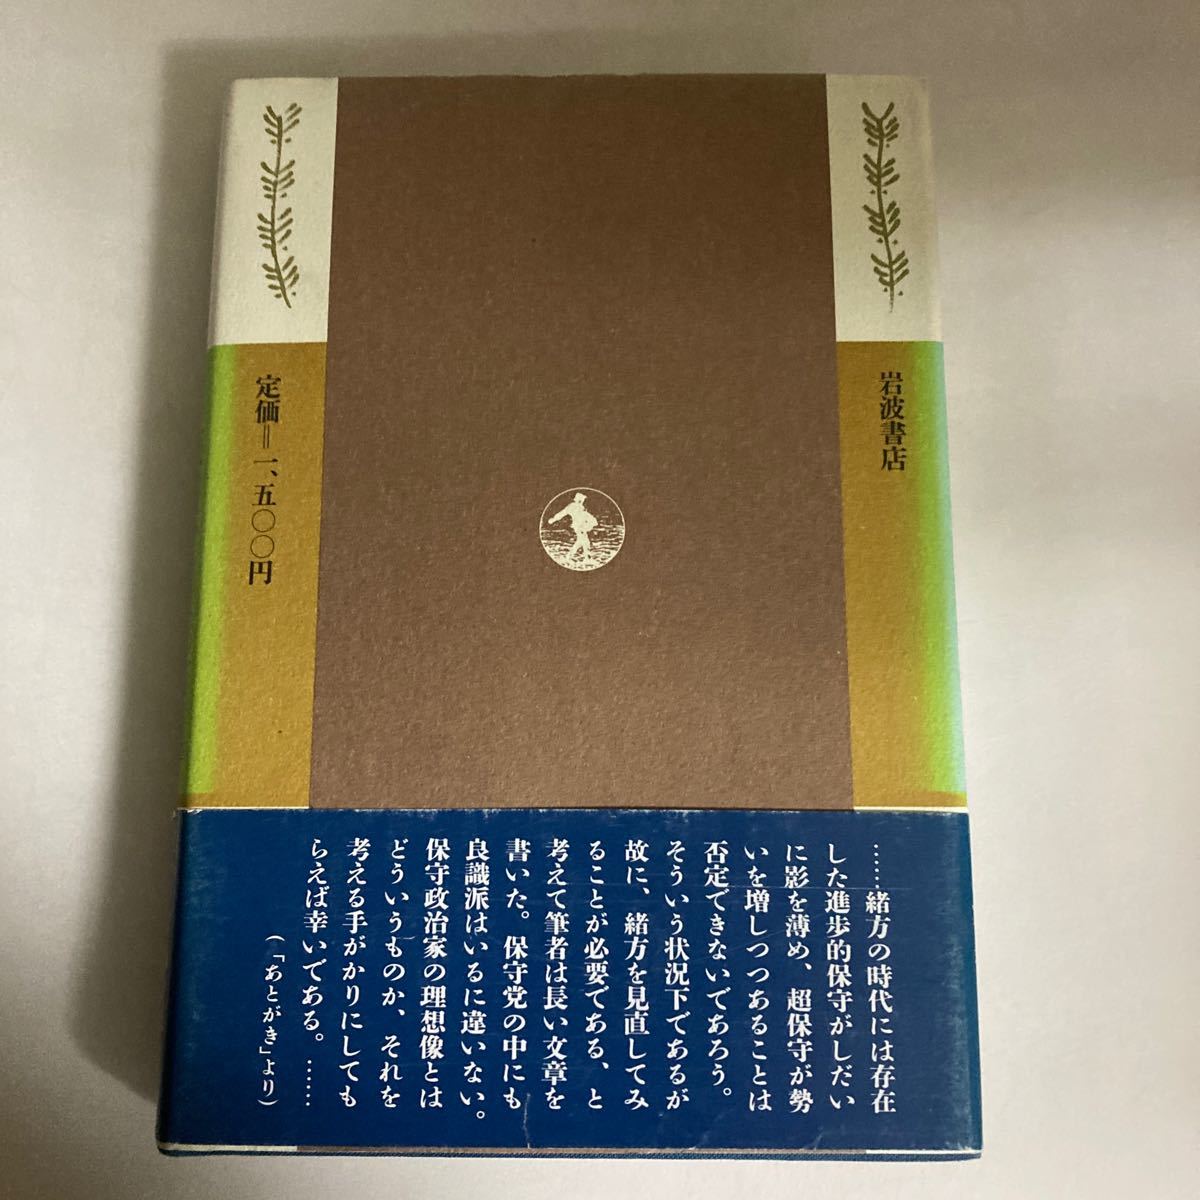 岩波書店
定価＝一、五〇〇円
……緒方の時代には存在
した進歩的保守がしだい
に影を薄め、超保守が勢
いを増しつつあることは
否定できないであろう。
そういう状況下であるが
故に、緒方を見直してみ
ることが必要である、と
考えて筆者は長い文章を
書いた。保守党の中にも
良識派はいるに違いない。
保守政治家の理想像とは
どういうものか、それを
考える手がかりにしても
らえば幸いである。……
（「あとがき」より）